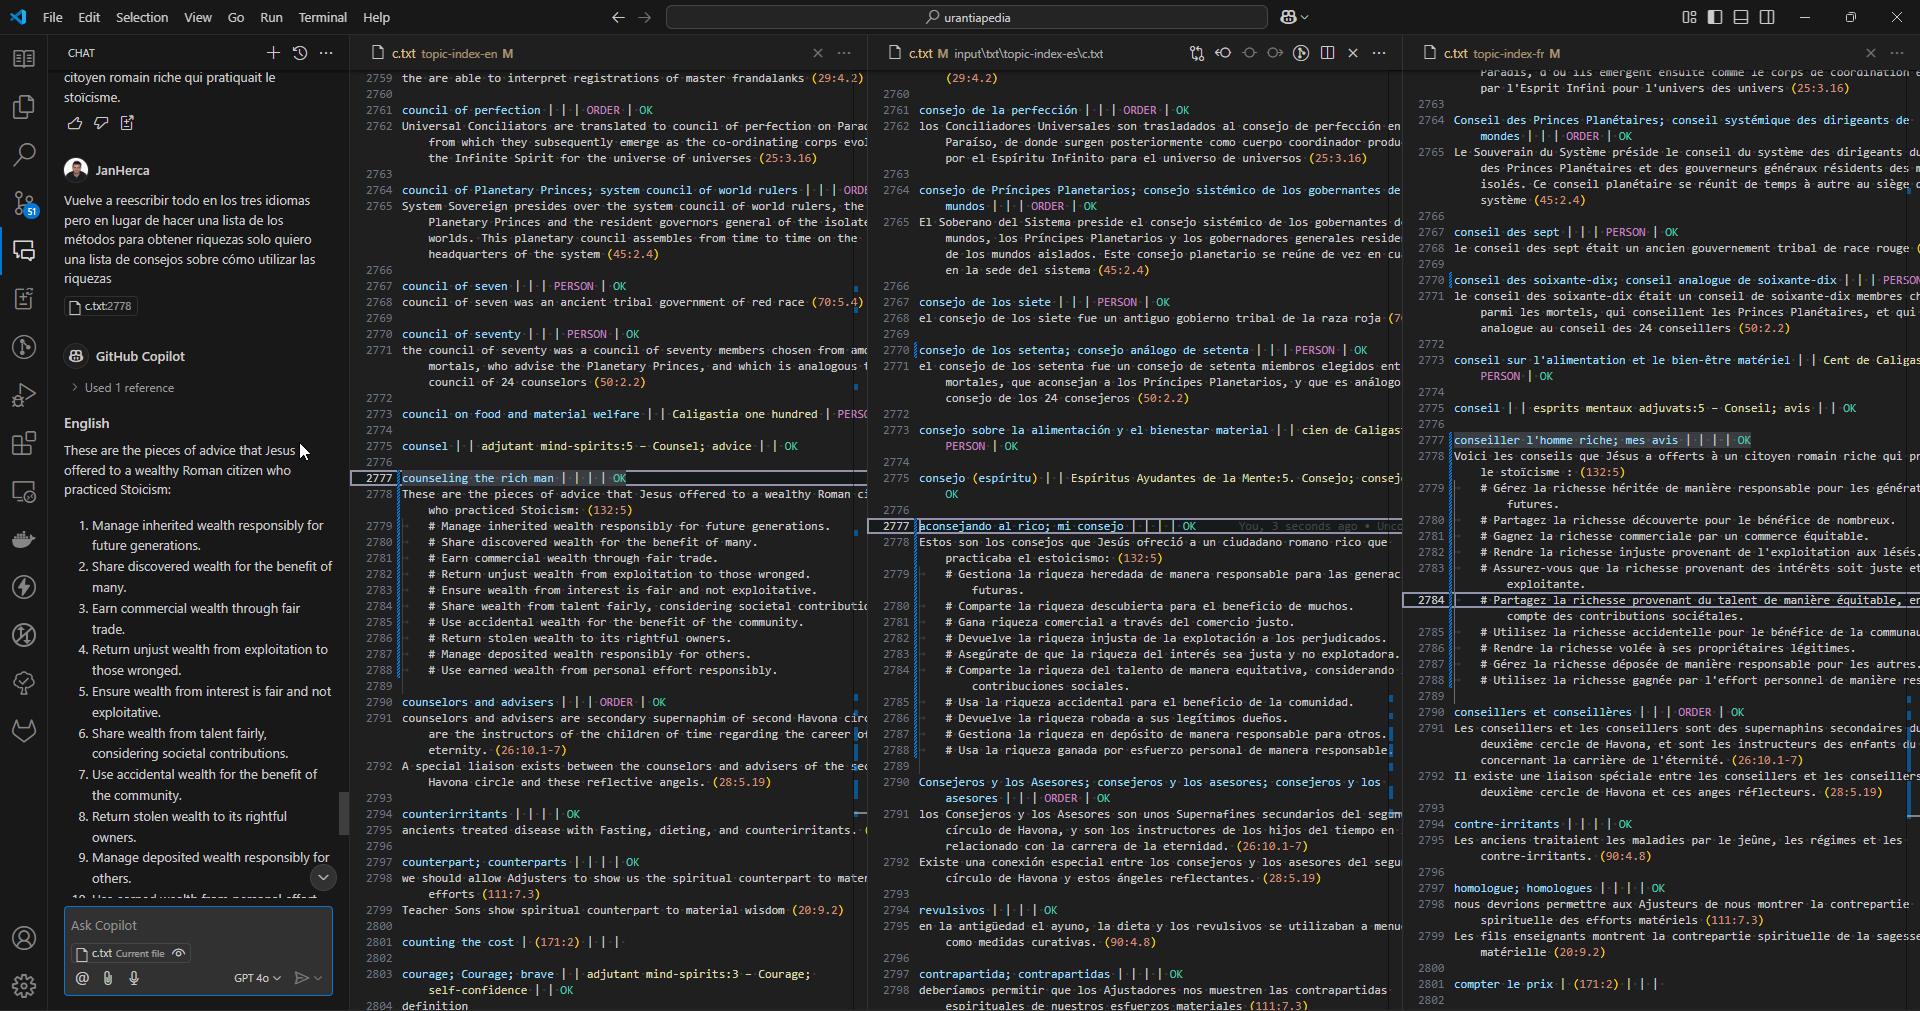 File Edit Selection View Go Run Terminal Help
urantiapedia
CHAT
citoyen romain riche qui pratiquait le
stoïcisme.
JanHerca
Vuelve a reescribir todo en los tres idiomas
pero en lugar de hacer una lista de los
métodos para obtener riquezas solo quiero
una lista de consejos sobre cómo utilizar las
riquezas
c.txt:2778
GitHub Copilot
Used 1 reference
English
These are the pieces of advice that Jesus
offered to a wealthy Roman citizen who
practiced Stoicism:
1. Manage inherited wealth responsibly for
future generations.
2. Share discovered wealth for the benefit of
many.
3. Earn commercial wealth through fair
trade.
4. Return unjust wealth from exploitation to
those wronged.
5. Ensure wealth from interest is fair and not
exploitative.
6. Share wealth from talent fairly,
considering societal contributions.
7. Use accidental wealth for the benefit of
the community.
8. Return stolen wealth to its rightful
owners.
9. Manage deposited wealth responsibly for
others.
Ask Copilot
c.txt Current file
GPT 4o
51
c.txt topic-index-en M
2759 the are able to interpret registrations of master frandalanks (29:4.2)
2760
2761 council of perfection | | | ORDER | OK
2762 Universal Conciliators are translated to council of perfection on Parad
from which they subsequently emerge as the co-ordinating corps evol
the Infinite Spirit for the universe of universes (25:3.16)
2763
2764 council of Planetary Princes; system council of world rulers | | | ORDE
2765 System Sovereign presides over the system council of world rulers, the
Planetary Princes and the resident governors general of the isolate
worlds. This planetary council assembles from time to time on the
headquarters of the system (45:2.4)
2766
2767 council of seven | | | PERSON | OK
2768 council of seven was an ancient tribal government of red race (70:5.4)
2769
2770 council of seventy | | | PERSON | OK
2771 the council of seventy was a council of seventy members chosen from amo
mortals, who advise the Planetary Princes, and which is analogous t
council of 24 counselors (50:2.2)
2772
2773 council on food and material welfare | | Caligastia one hundred | PERSO
2774
2775 counsel | | adjutant mind-spirits:5 - Counsel; advice | | OK
2776
2777 counseling the rich man | | | | OK
2778 These are the pieces of advice that Jesus offered to a wealthy Roman ci
who practiced Stoicism: (132:5)
2779 # Manage inherited wealth responsibly for future generations.
2780 # Share discovered wealth for the benefit of many.
2781 # Earn commercial wealth through fair trade.
2782 # Return unjust wealth from exploitation to those wronged.
2783 # Ensure wealth from interest is fair and not exploitative.
2784 # Share wealth from talent fairly, considering societal contributio
2785 # Use accidental wealth for the benefit of the community.
2786 # Return stolen wealth to its rightful owners.
2787 # Manage deposited wealth responsibly for others.
2788 # Use earned wealth from personal effort responsibly.
2789
2790 counselors and advisers | | | ORDER | OK
2791 counselors and advisers are secondary supernaphim of second Havona circ
are the instructors of the children of time regarding the career of
eternity. (26:10.1-7)
2792 A special liaison exists between the counselors and advisers of the sec
Havona circle and these reflective angels. (28:5.19)
2793
2794 counterirritants | | | | OK
2795 ancients treated disease with Fasting, dieting, and counterirritants. (
2796
2797 counterpart; counterparts | | | | OK
2798 we should allow Adjusters to show us the spiritual counterpart to mater
efforts (111:7.3)
2799 Teacher Sons show spiritual counterpart to material wisdom (20:9.2)
2800
2801 counting the cost | (171:2) | | |
2802
2803 courage; Courage; brave | | adjutant mind-spirits:3 - Courage;
self-confidence | | OK
2804 definition
c.txt M input\txt\topic-index-es\c.txt
(29:4.2)
2760
2761 consejo de la perfección | | | ORDER | OK
2762 los Conciliadores Universales son trasladados al consejo de perfección en
Paraíso, de donde surgen posteriormente como cuerpo coordinador produ
por el Espíritu Infinito para el universo de universos (25:3.16)
2763
2764 consejo de Príncipes Planetarios; consejo sistémico de los gobernantes de
mundos | | | ORDER | OK
2765 El Soberano del Sistema preside el consejo sistémico de los gobernantes d
mundos, los Príncipes Planetarios y los gobernadores generales reside
de los mundos aislados. Este consejo planetario se reúne de vez en cu
en la sede del sistema (45:2.4)
2766
2767 consejo de los siete | | | PERSON | OK
2768 el consejo de los siete fue un antiguo gobierno tribal de la raza roja (7
2769
2770 consejo de los setenta; consejo análogo de setenta | | | PERSON | OK
2771 el consejo de los setenta fue un consejo de setenta miembros elegidos ent
mortales, que aconsejan a los Príncipes Planetarios, y que es análogo
consejo de los 24 consejeros (50:2.2)
2772
2773 consejo sobre la alimentación y el bienestar material | | cien de Caligas
PERSON | OK
2774
2775 consejo (espíritu) | | Espíritus Ayudantes de la Mente:5. Consejo; consej
OK
2776
2777 aconsejando al rico; mi consejo | | | | OK You, 3 seconds ago • Unco
2778 Estos son los consejos que Jesús ofreció a un ciudadano romano rico que
practicaba el estoicismo: (132:5)
2779 # Gestiona la riqueza heredada de manera responsable para las generac
futuras.
2780 # Comparte la riqueza descubierta para el beneficio de muchos.
2781 # Gana riqueza comercial a través del comercio justo.
2782 # Devuelve la riqueza injusta de la explotación a los perjudicados.
2783 # Asegúrate de que la riqueza del interés sea justa y no explotadora.
2784 # Comparte la riqueza del talento de manera equitativa, considerando
contribuciones sociales.
2785 # Usa la riqueza accidental para el beneficio de la comunidad.
2786 # Devuelve la riqueza robada a sus legítimos dueños.
2787 # Gestiona la riqueza en depósito de manera responsable para otros.
2788 # Usa la riqueza ganada por esfuerzo personal de manera responsable.
2789
2790 Consejeros y los Asesores; consejeros y los asesores; consejeros y los
asesores | | | ORDER | OK
2791 los Consejeros y los Asesores son unos Supernafines secundarios del segun
círculo de Havona, y son los instructores de los hijos del tiempo en
relacionado con la carrera de la eternidad. (26:10.1-7)
2792 Existe una conexión especial entre los consejeros y los asesores del segu
círculo de Havona y estos ángeles reflectantes. (28:5.19)
2793
2794 revulsivos | | | | OK
2795 en la antigüedad el ayuno, la dieta y los revulsivos se utilizaban a menu
como medidas curativas. (90:4.8)
2796
2797 contrapartida; contrapartidas | | | | OK
2798 deberíamos permitir que los Ajustadores nos muestren las contrapartidas
espirituales de nuestros esfuerzos materiales (111:7.3)
c.txt topic-index-fr M
Paradis, d'où ils émergent ensuite comme le corps de coordination
par l'Esprit Infini pour l'univers des univers (25:3.16)
2763
2764 Conseil des Princes Planétaires; conseil systémique des dirigeants de
mondes | | | ORDER | OK
2765 Le Souverain du Système préside le conseil du système des dirigeants du
des Princes Planétaires et des gouverneurs généraux résidents des m
isolés. Ce conseil planétaire se réunit de temps à autre au siège d
système (45:2.4)
2766
2767 conseil des sept | | | PERSON | OK
2768 le conseil des sept était un ancien gouvernement tribal de race rouge (
2769
2770 conseil des soixante-dix; conseil analogue de soixante-dix | | | PERSON
2771 le conseil des soixante-dix était un conseil de soixante-dix membres ch
parmi les mortels, qui conseillent les Princes Planétaires, et qui
analogue au conseil des 24 conseillers (50:2.2)
2772
2773 conseil sur l'alimentation et le bien-être matériel | | Cent de Caligas
PERSON | OK
2774
2775 conseil | | esprits mentaux adjuvats:5 - Conseil; avis | | OK
2776
2777 conseiller l'homme riche; mes avis | | | | OK
2778 Voici les conseils que Jésus a offerts à un citoyen romain riche qui pr
le stoïcisme : (132:5)
2779 # Gérez la richesse héritée de manière responsable pour les générat
futures.
2780 # Partagez la richesse découverte pour le bénéfice de nombreux.
2781 # Gagnez la richesse commerciale par un commerce équitable.
2782 # Rendre la richesse injuste provenant de l'exploitation aux lésés.
2783 # Assurez-vous que la richesse provenant des intérêts soit juste et
exploitante.
2784 # Partagez la richesse provenant du talent de manière équitable, en
compte des contributions sociétales.
2785 # Utilisez la richesse accidentelle pour le bénéfice de la communau
2786 # Rendre la richesse volée à ses propriétaires légitimes.
2787 # Gérez la richesse déposée de manière responsable pour les autres.
2788 # Utilisez la richesse gagnée par l'effort personnel de manière res
2789
2790 conseillers et conseillères | | | ORDER | OK
2791 Les conseillers et les conseillers sont des supernaphins secondaires du
deuxième cercle de Havona, et sont les instructeurs des enfants du
concernant la carrière de l'éternité. (26:10.1-7)
2792 Il existe une liaison spéciale entre les conseillers et les conseillers
deuxième cercle de Havona et ces anges réflecteurs. (28:5.19)
2793
2794 contre-irritants | | | | OK
2795 Les anciens traitaient les maladies par le jeûne, les régimes et les
contre-irritants. (90:4.8)
2796
2797 homologue; homologues | | | | OK
2798 nous devrions permettre aux Ajusteurs de nous montrer la contrepartie
spirituelle des efforts matériels (111:7.3)
2799 Les fils enseignants montrent la contrepartie spirituelle de la sagesse
matérielle (20:9.2)
2800
2801 compter le prix | (171:2) | | |
2802